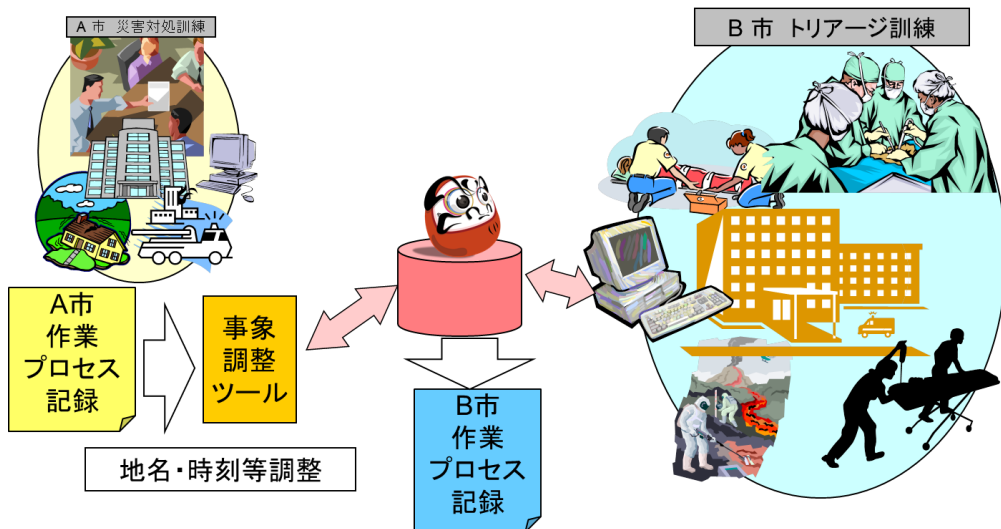 A市 災害対処訓練
B市 トリアージ訓練
A市
作業
プロセス
記録
事象
調整
ツール
地名・時刻等調整
B市
作業
プロセス
記録